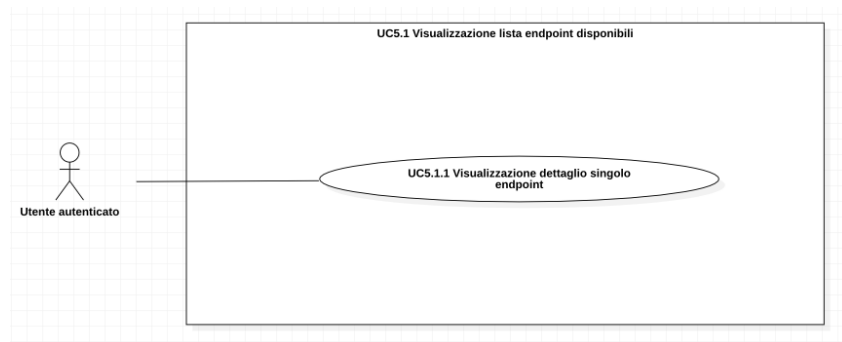 UC5.1 Visualizzazione lista endpoint disponibili
UC5.1.1 Visualizzazione dettaglio singolo
endpoint
Utente autenticato